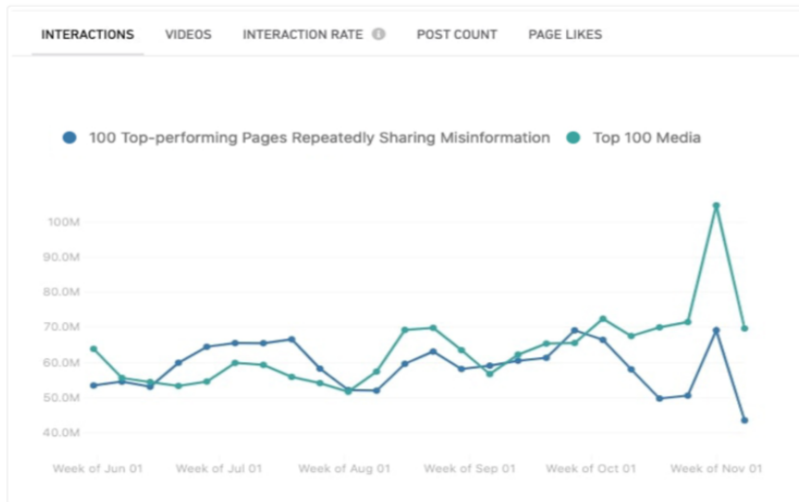 INTERACTIONS VIDEOS INTERACTION RATE i POST COUNT PAGE LIKES
100 Top-performing Pages Repeatedly Sharing Misinformation Top 100 Media
100M
90.0M
80.0M
70.0M
60.0M
50.0M
40.0M
Week of Jun 01 Week of Jul 01 Week of Aug 01 Week of Sep 01 Week of Oct 01 Week of Nov 01